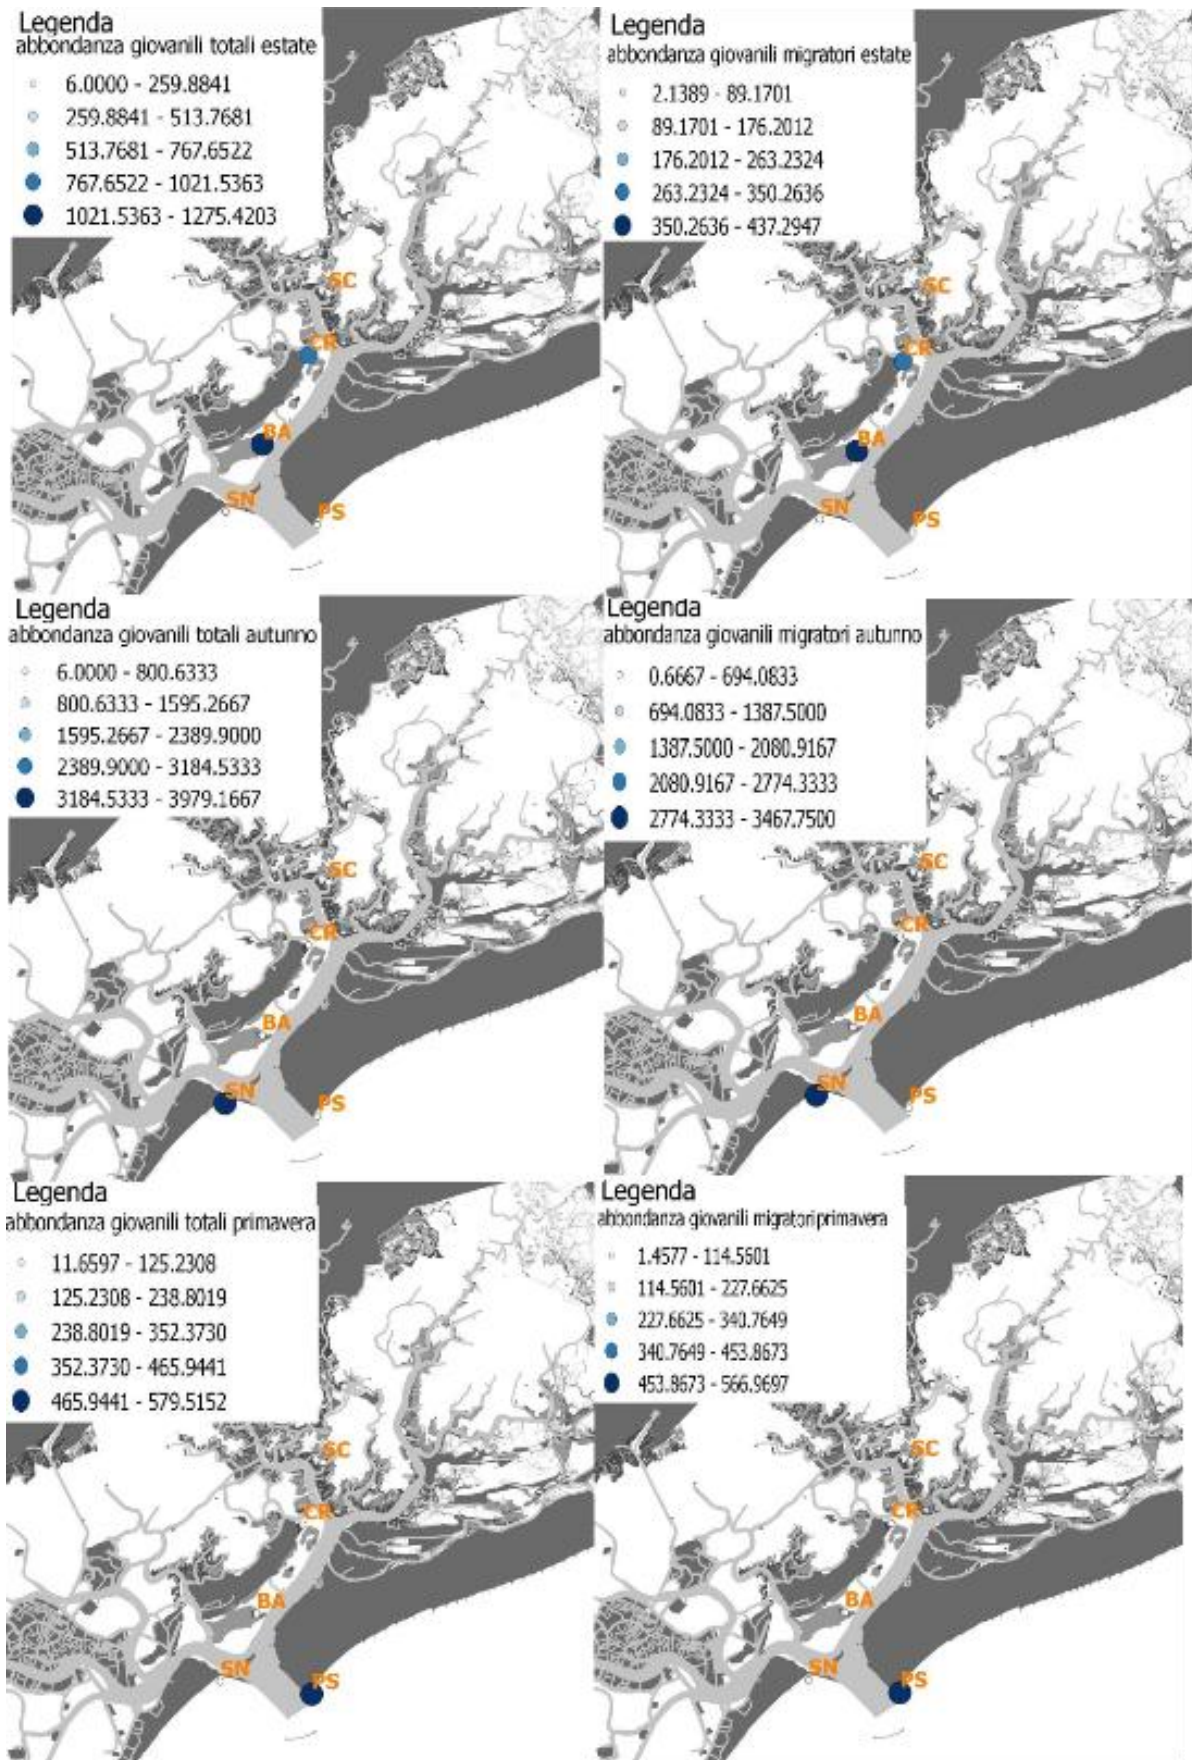 Legenda
abbondanza giovanili totali estate
6.0000 - 259.8841
259.8841 - 513.7681
513.7681 - 767.6522
767.6522 - 1021.5363
1021.5363 - 1275.4203
SC
CR
BA
SN
PS
Legenda
abbondanza giovanili migratori estate
2.1389 - 89.1701
89.1701 - 176.2012
176.2012 - 263.2324
263.2324 - 350.2636
350.2636 - 437.2947
SC
CR
BA
SN
PS
Legenda
abbondanza giovanili totali autunno
6.0000 - 800.6333
800.6333 - 1595.2667
1595.2667 - 2389.9000
2389.9000 - 3184.5333
3184.5333 - 3979.1667
SC
CR
BA
SN
PS
Legenda
abbondanza giovanili migratori autunno
0.6667 - 694.0833
694.0833 - 1387.5000
1387.5000 - 2080.9167
2080.9167 - 2774.3333
2774.3333 - 3467.7500
SC
CR
BA
SN
PS
Legenda
abbondanza giovanili totali primavera
11.6597 - 125.2308
125.2308 - 238.8019
238.8019 - 352.3730
352.3730 - 465.9441
465.9441 - 579.5152
SC
CR
BA
SN
PS
Legenda
abbondanza giovanili migratori primavera
1.4577 - 114.5601
114.5601 - 227.6625
227.6625 - 340.7649
340.7649 - 453.8673
453.8673 - 566.9697
SC
CR
BA
SN
PS